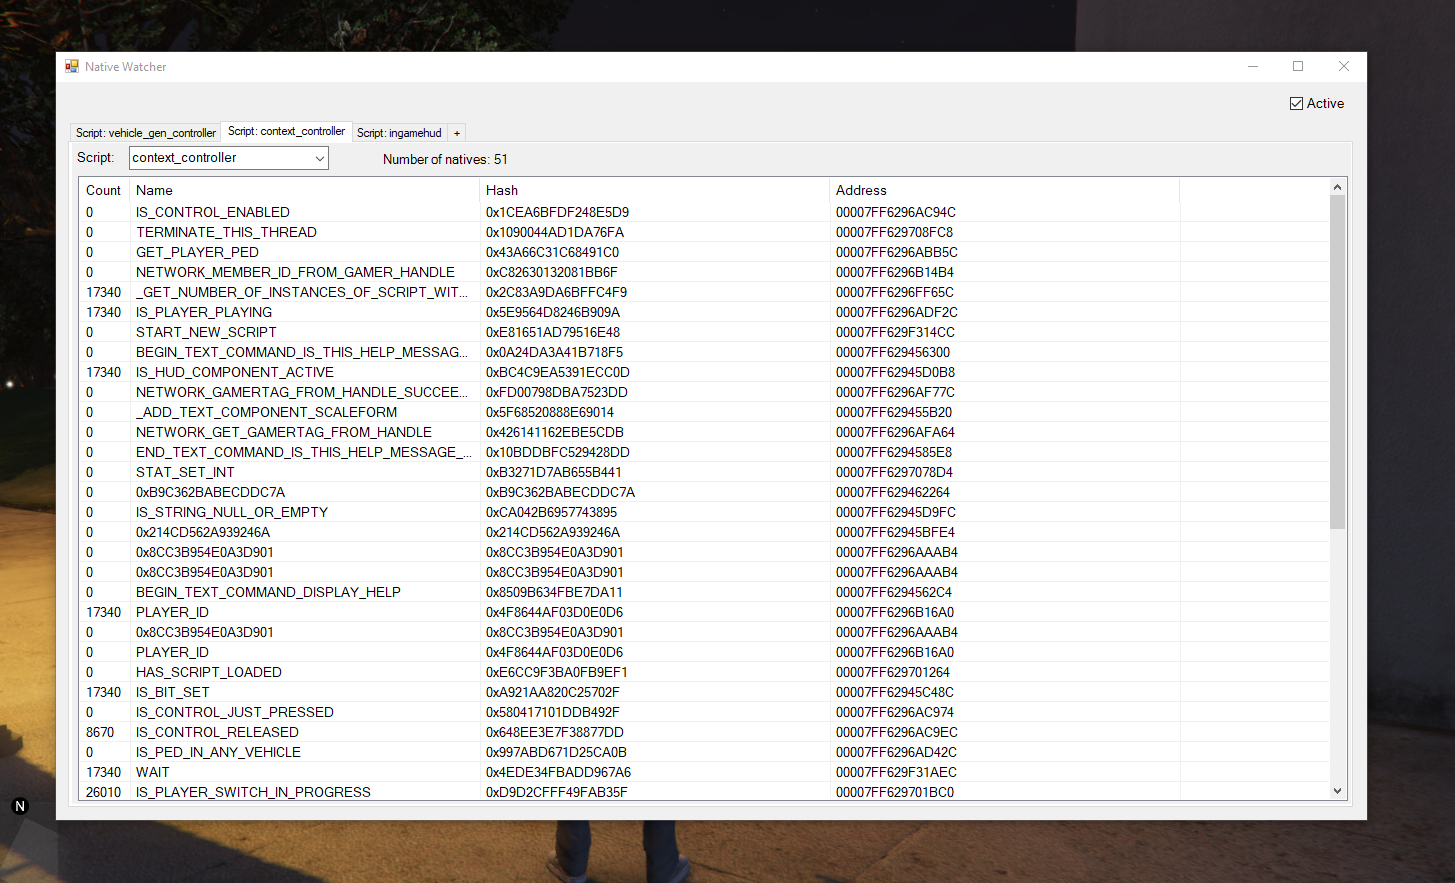 Native Watcher
Active
Script: vehicle_gen_controller Script: context_controller Script: ingamehud +
Script: context_controller Number of natives: 51
Count Name Hash Address
0 IS_CONTROL_ENABLED 0x1CEA6BFDF248E5D9 00007FF6296AC94C
0 TERMINATE_THIS_THREAD 0x1090044AD1DA76FA 00007FF629708FC8
0 GET_PLAYER_PED 0x43A66C31C68491C0 00007FF6296ABB5C
0 NETWORK_MEMBER_ID_FROM_GAMER_HANDLE 0xC82630132081BB6F 00007FF6296B14B4
17340 _GET_NUMBER_OF_INSTANCES_OF_SCRIPT_WIT... 0x2C83A9DA6BFFC4F9 00007FF6296FF65C
17340 IS_PLAYER_PLAYING 0x5E9564D8246B909A 00007FF6296ADF2C
0 START_NEW_SCRIPT 0xE81651AD79516E48 00007FF629F314CC
0 BEGIN_TEXT_COMMAND_IS_THIS_HELP_MESSAG... 0x0A24DA3A41B718F5 00007FF629456300
17340 IS_HUD_COMPONENT_ACTIVE 0xBC4C9EA5391ECC0D 00007FF62945D0B8
0 NETWORK_GAMERTAG_FROM_HANDLE_SUCCEE... 0xFD00798DBA7523DD 00007FF6296AF77C
0 _ADD_TEXT_COMPONENT_SCALEFORM 0x5F68520888E69014 00007FF629455B20
0 NETWORK_GET_GAMERTAG_FROM_HANDLE 0x426141162EBE5CDB 00007FF6296AFA64
0 END_TEXT_COMMAND_IS_THIS_HELP_MESSAGE_... 0x10BDDBFC529428DD 00007FF6294585E8
0 STAT_SET_INT 0xB3271D7AB655B441 00007FF6297078D4
0 0xB9C362BABECDDC7A 0xB9C362BABECDDC7A 00007FF629462264
0 IS_STRING_NULL_OR_EMPTY 0xCA042B6957743895 00007FF62945D9FC
0 0x214CD562A939246A 0x214CD562A939246A 00007FF62945BFE4
0 0x8CC3B954E0A3D901 0x8CC3B954E0A3D901 00007FF6296AAAB4
0 0x8CC3B954E0A3D901 0x8CC3B954E0A3D901 00007FF6296AAAB4
0 BEGIN_TEXT_COMMAND_DISPLAY_HELP 0x8509B634FBE7DA11 00007FF6294562C4
17340 PLAYER_ID 0x4F8644AF03D0E0D6 00007FF6296B16A0
0 0x8CC3B954E0A3D901 0x8CC3B954E0A3D901 00007FF6296AAAB4
0 PLAYER_ID 0x4F8644AF03D0E0D6 00007FF6296B16A0
0 HAS_SCRIPT_LOADED 0xE6CC9F3BA0FB9EF1 00007FF629701264
17340 IS_BIT_SET 0xA921AA820C25702F 00007FF62945C48C
0 IS_CONTROL_JUST_PRESSED 0x580417101DDB492F 00007FF6296AC974
8670 IS_CONTROL_RELEASED 0x648EE3E7F38877DD 00007FF6296AC9EC
0 IS_PED_IN_ANY_VEHICLE 0x997ABD671D25CA0B 00007FF6296AD42C
17340 WAIT 0x4EDE34FBADD967A6 00007FF629F31AEC
26010 IS_PLAYER_SWITCH_IN_PROGRESS 0xD9D2CFFF49FAB35F 00007FF629701BC0
N